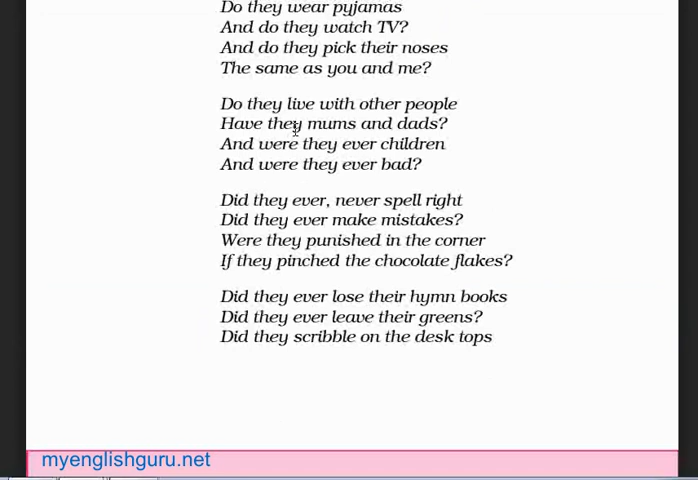 Do they wear pyjamas
And do they watch TV?
And do they pick their noses
The same as you and me?
Do they live with other people
Have they mums and dads?
And were they ever children
And were they ever bad?
Did they ever, never spell right
Did they ever make mistakes?
Were they punished in the corner
If they pinched the chocolate flakes?
Did they ever lose their hymn books
Did they ever leave their greens?
Did they scribble on the desk tops
myenglishguru.net